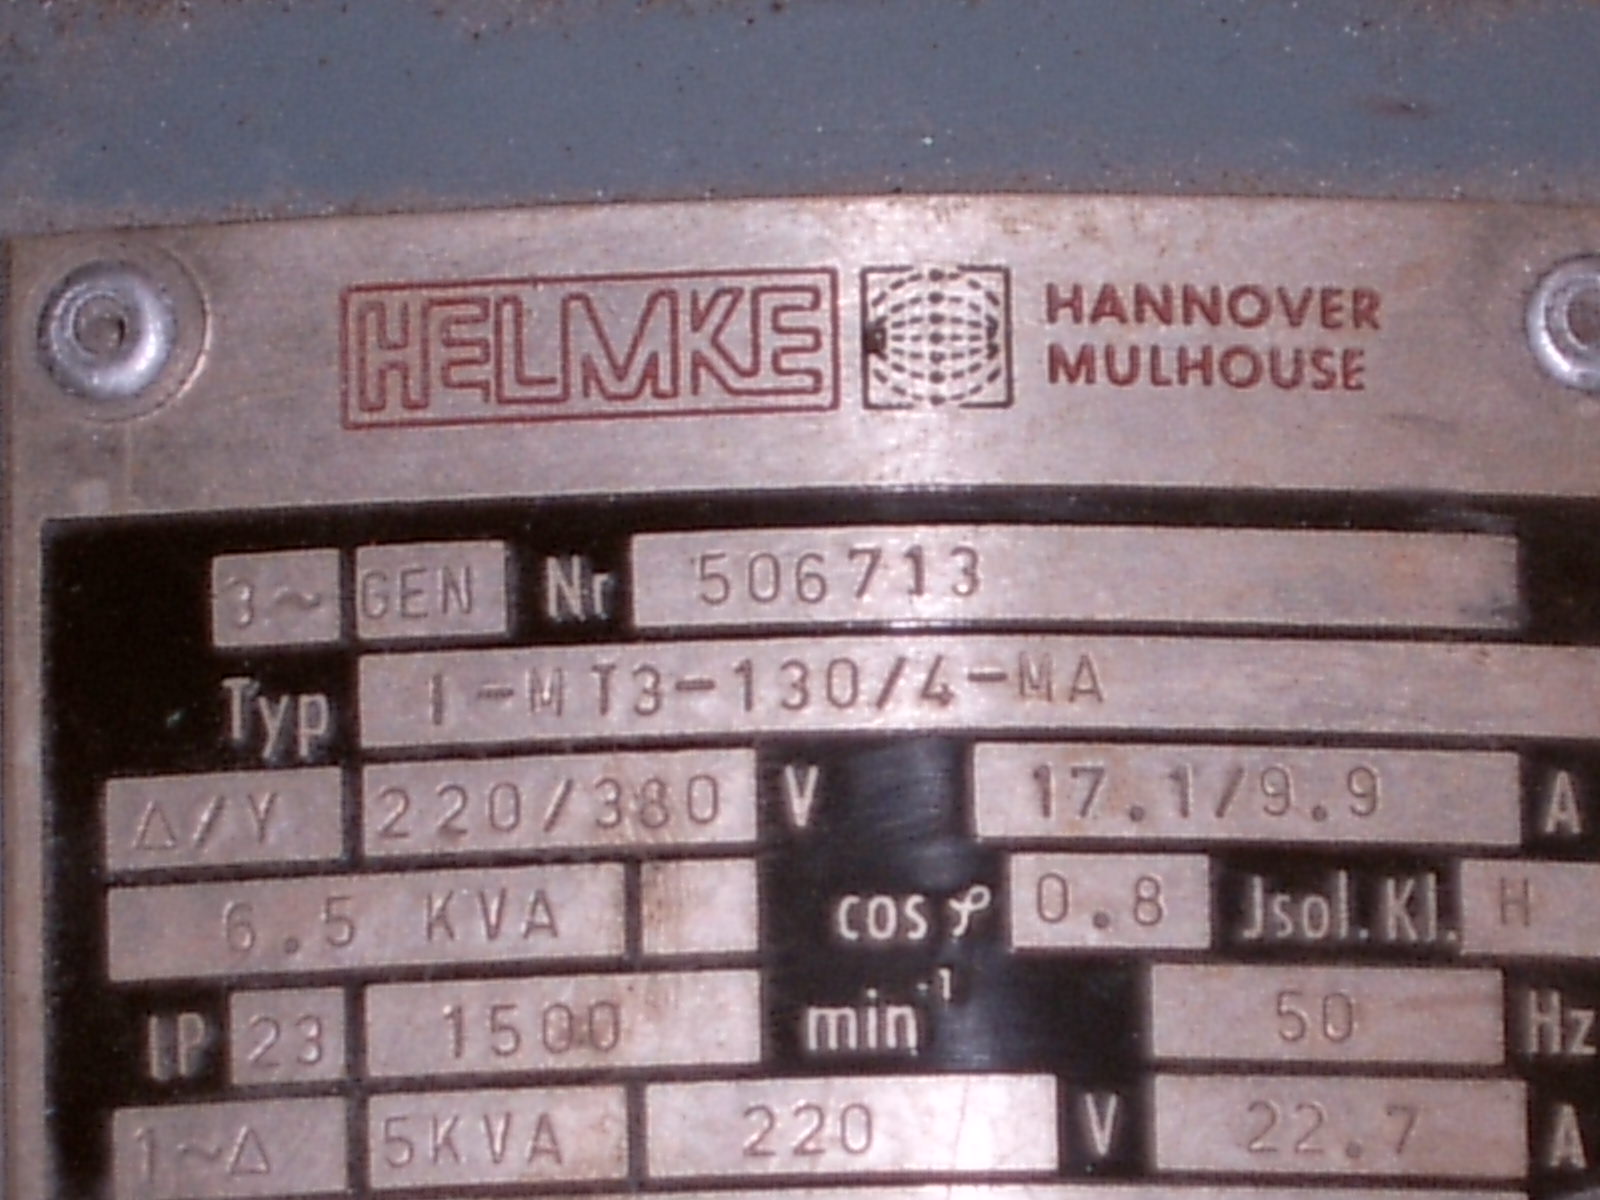 HELMKE HANNOVER
MULHOUSE
3~ GEN Nr 506713
Typ I-MT3-130/4-MA
Δ/Y 220/380 V 17.1/9.9 A
6.5 KVA cos φ 0.8 Jsol.Kl. H
IP 23 1500 min⁻¹ 50 Hz
1~Δ 5KVA 220 V 22.7 A